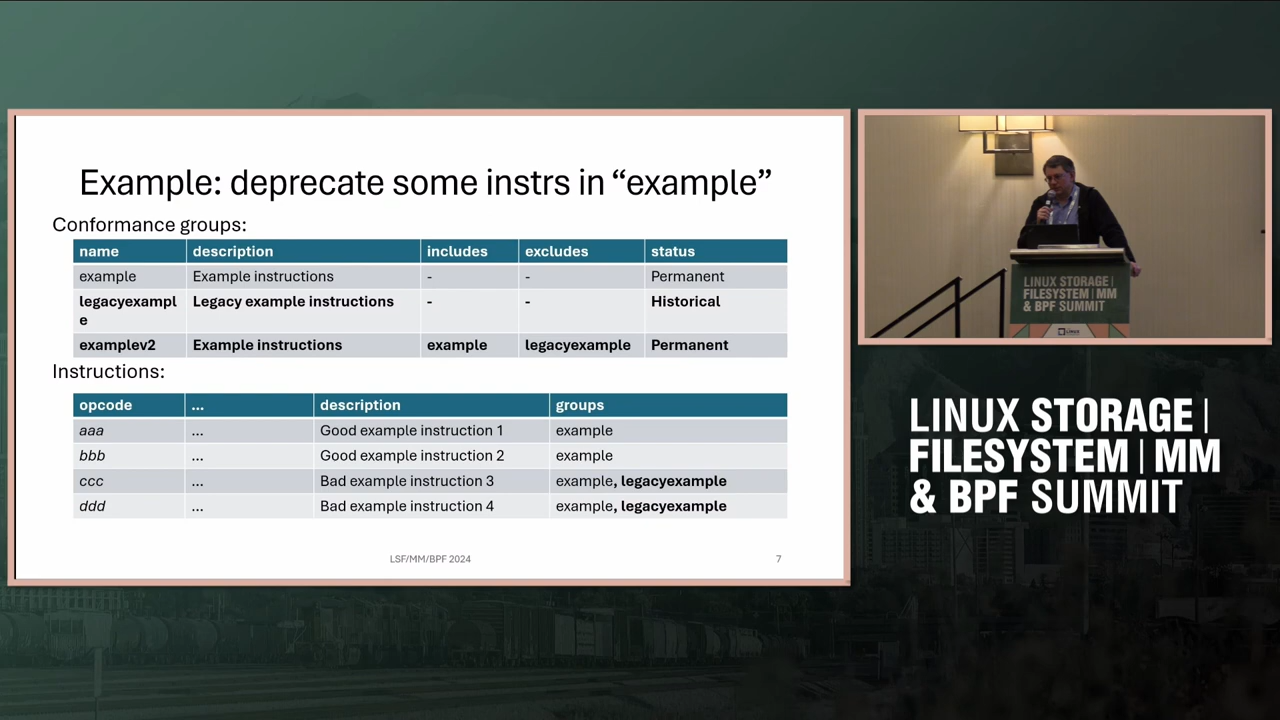 Example: deprecate some instrs in “example”
Conformance groups:
name description includes excludes status
example Example instructions - - Permanent
legacyexampl Legacy example instructions - - Historical
e
examplev2 Example instructions example legacyexample Permanent
Instructions:
opcode ... description groups
aaa ... Good example instruction 1 example
bbb ... Good example instruction 2 example
ccc ... Bad example instruction 3 example, legacyexample
ddd ... Bad example instruction 4 example, legacyexample
LSF/MM/BPF 2024 7
LINUX STORAGE |
FILESYSTEM | MM
& BPF SUMMIT
LINUX STORAGE |
FILESYSTEM | MM
& BPF SUMMIT